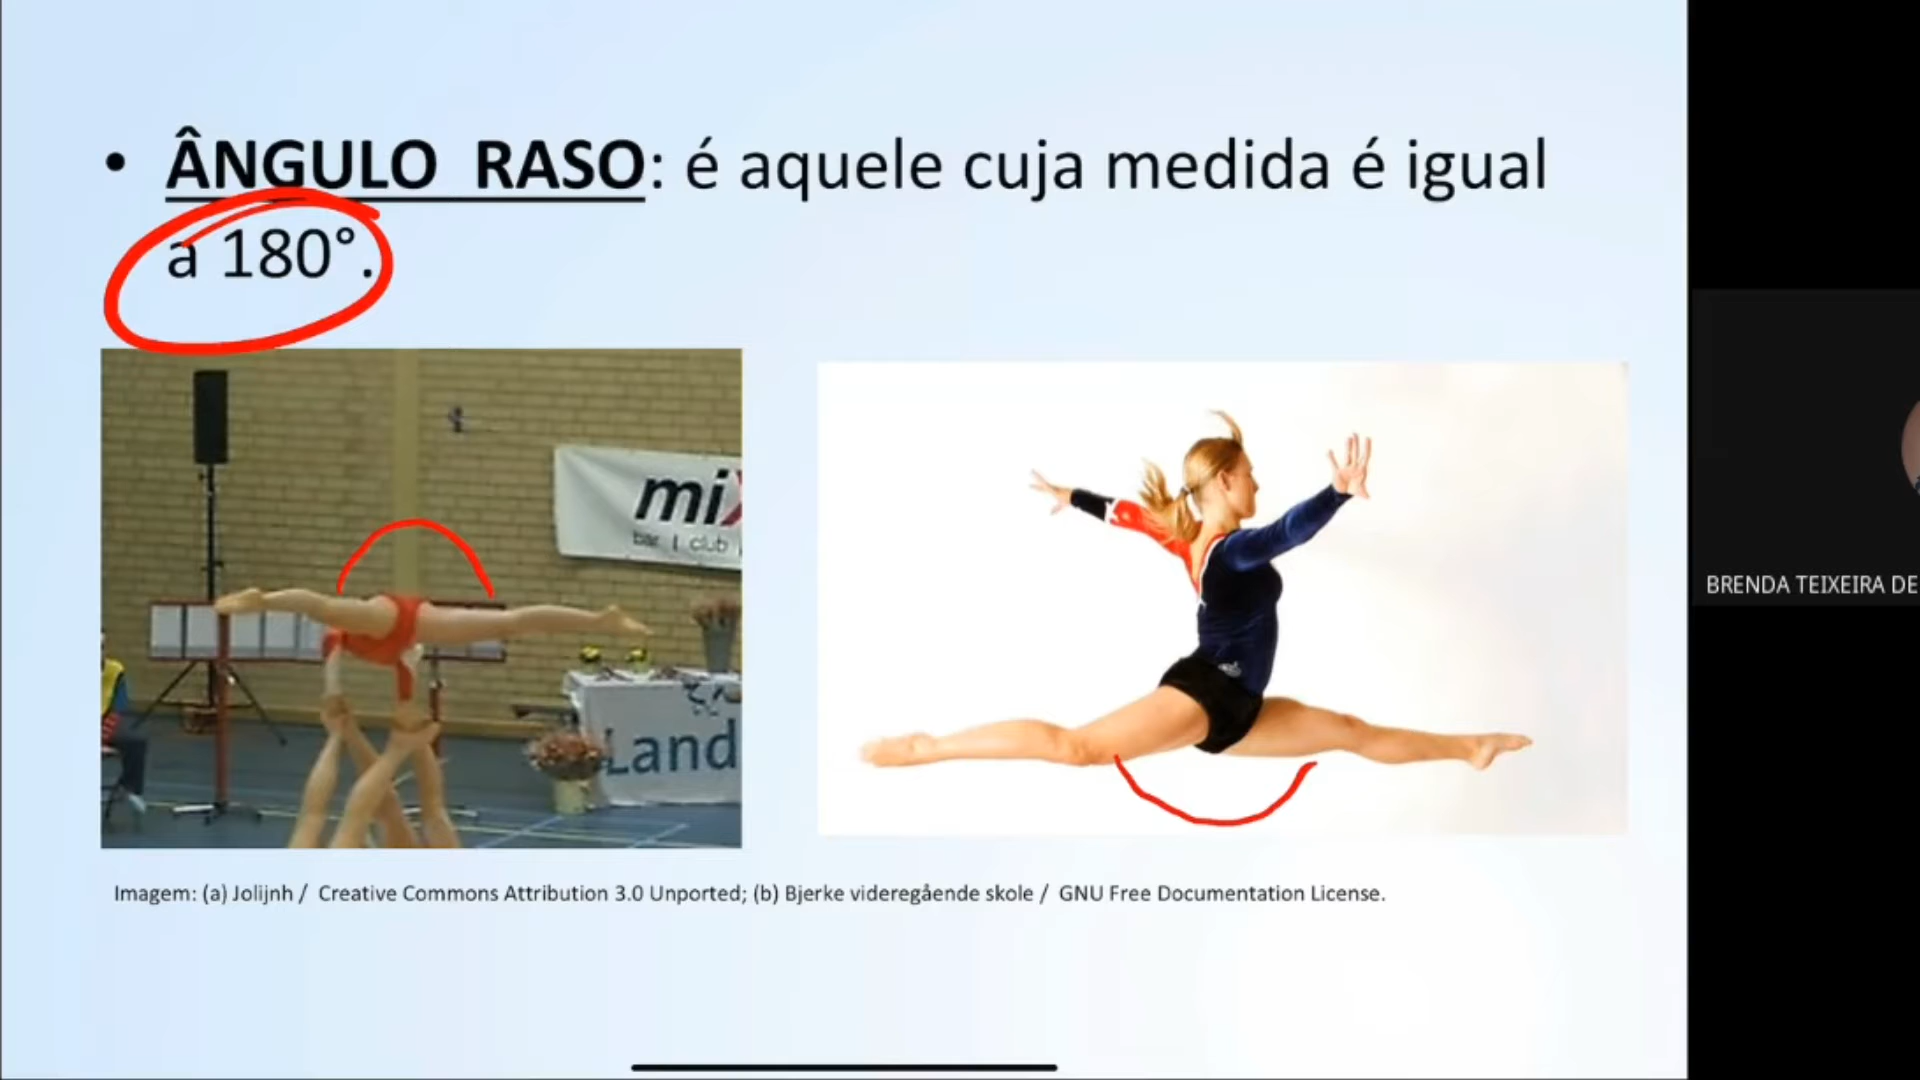 • ÂNGULO RASO: é aquele cuja medida é igual
a 180°.
mi
bar | club
Land
Imagem: (a) Jolijnh / Creative Commons Attribution 3.0 Unported; (b) Bjerke videregående skole / GNU Free Documentation License.
BRENDA TEIXEIRA DE